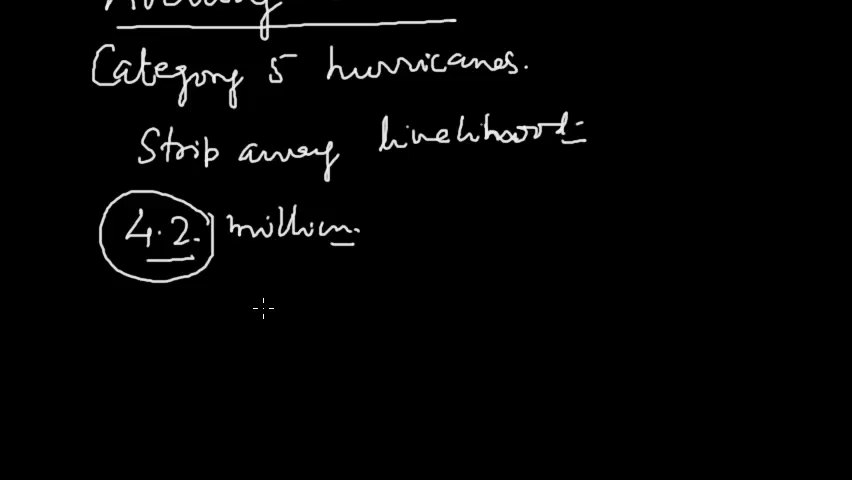 Category 5 hurricanes.
Strip away livelihood
4.2. million.